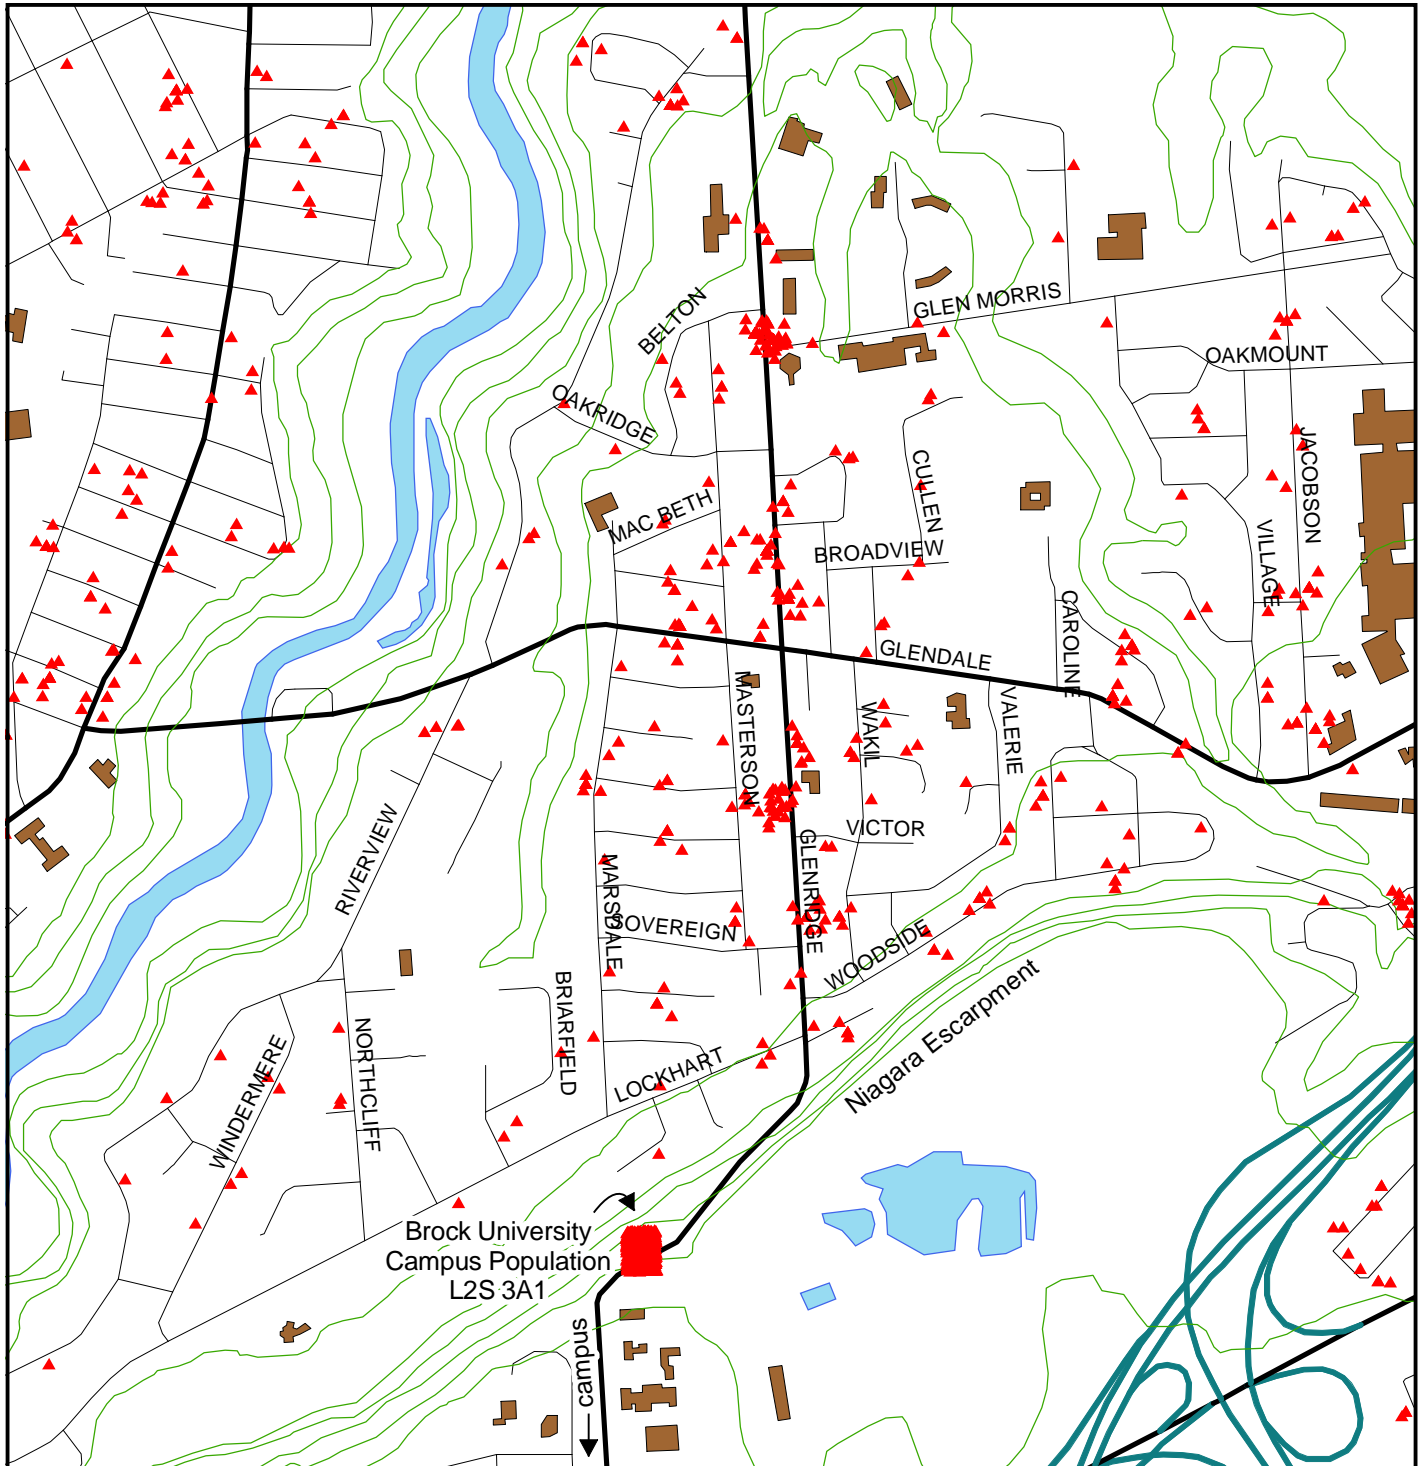 BELTON
GLEN MORRIS
OAKMOUNT
OAKRIDGE
JACOBSON
CULLEN
MAC BETH
BROADVIEW
VILLAGE
CAROLINE
GLENDALE
MASTERSON
WAKIL
VALERIE
RIVERVIEW
VICTOR
GLENRIDGE
MARSDALE
SOVEREIGN
WOODSIDE
Niagara Escarpment
BRIARFIELD
NORTHCLIFF
WINDERMERE
LOCKHART
Brock University
Campus Population
L2S 3A1
campus